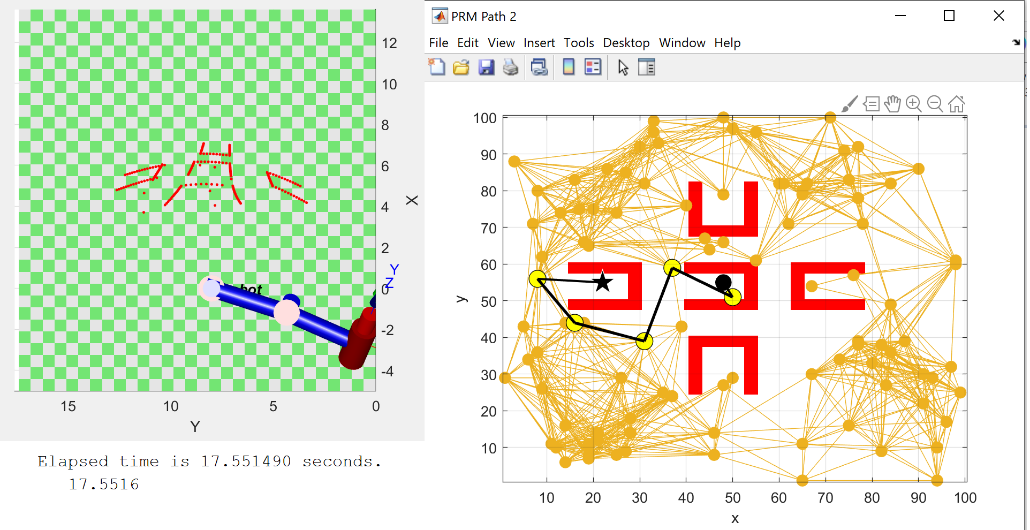 PRM Path 2
File Edit View Insert Tools Desktop Window Help
12
10
8
6
4
2
0
-2
-4
X
Y
Z
bot
15 10 5 0
Y
Elapsed time is 17.551490 seconds.
17.5516
100
90
80
70
60
50
40
30
20
10
y
10 20 30 40 50 60 70 80 90 100
x